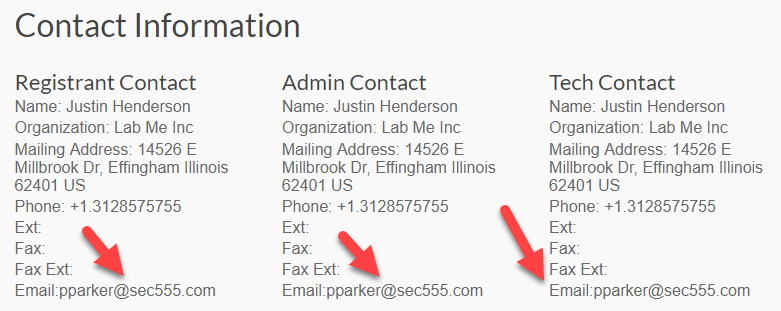 Contact Information
Registrant Contact
Name: Justin Henderson
Organization: Lab Me Inc
Mailing Address: 14526 E
Millbrook Dr, Effingham Illinois
62401 US
Phone: +1.3128575755
Ext:
Fax:
Fax Ext:
Email:pparker@sec555.com
Admin Contact
Name: Justin Henderson
Organization: Lab Me Inc
Mailing Address: 14526 E
Millbrook Dr, Effingham Illinois
62401 US
Phone: +1.3128575755
Ext:
Fax:
Fax Ext:
Email:pparker@sec555.com
Tech Contact
Name: Justin Henderson
Organization: Lab Me Inc
Mailing Address: 14526 E
Millbrook Dr, Effingham Illinois
62401 US
Phone: +1.3128575755
Ext:
Fax:
Fax Ext:
Email:pparker@sec555.com